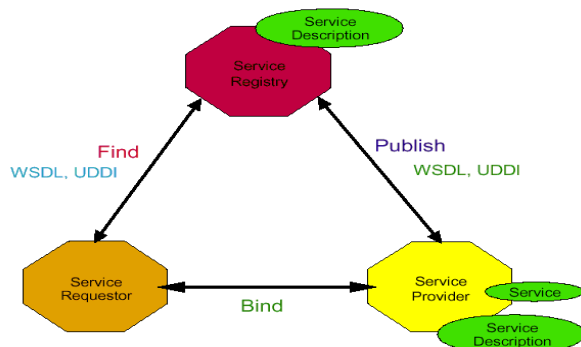 Service
Description
Service
Registry
Find
WSDL, UDDI
Publish
WSDL, UDDI
Service
Requestor
Bind
Service
Provider
Service
Service
Description